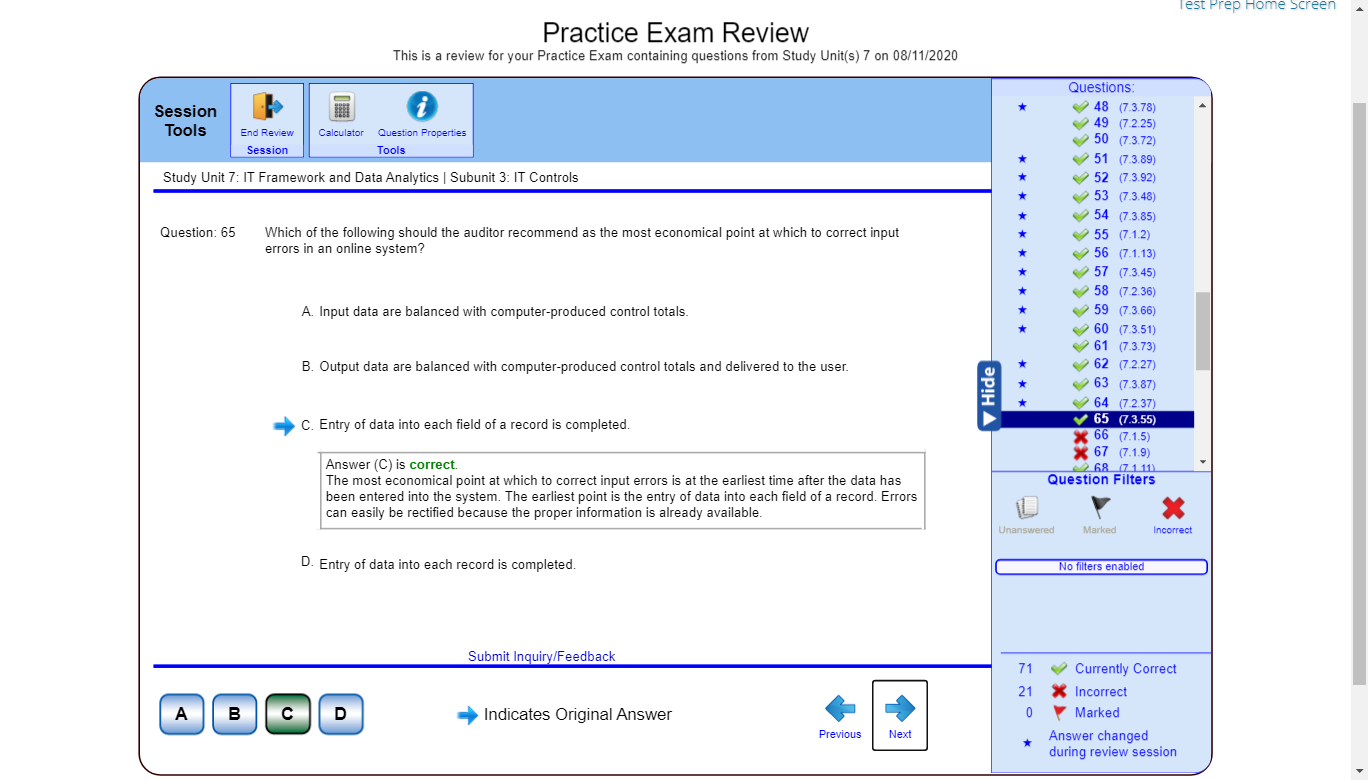 Test Prep Home Screen
Practice Exam Review
This is a review for your Practice Exam containing questions from Study Unit(s) 7 on 08/11/2020
Session
Tools
End Review
Session
Calculator
Question Properties
Tools
Study Unit 7: IT Framework and Data Analytics | Subunit 3: IT Controls
Question: 65
Which of the following should the auditor recommend as the most economical point at which to correct input
errors in an online system?
A. Input data are balanced with computer-produced control totals.
B. Output data are balanced with computer-produced control totals and delivered to the user.
C. Entry of data into each field of a record is completed.
Answer (C) is correct.
The most economical point at which to correct input errors is at the earliest time after the data has
been entered into the system. The earliest point is the entry of data into each field of a record. Errors
can easily be rectified because the proper information is already available.
D. Entry of data into each record is completed.
Submit Inquiry/Feedback
A B C D
Indicates Original Answer
Previous
Next
Hide
Questions:
48 (7.3.78)
49 (7.2.25)
50 (7.3.72)
51 (7.3.89)
52 (7.3.92)
53 (7.3.48)
54 (7.3.85)
55 (7.1.2)
56 (7.1.13)
57 (7.3.45)
58 (7.2.36)
59 (7.3.66)
60 (7.3.51)
61 (7.3.73)
62 (7.2.27)
63 (7.3.87)
64 (7.2.37)
65 (7.3.55)
66 (7.1.5)
67 (7.1.9)
68 (7.1.11)
Question Filters
Unanswered
Marked
Incorrect
No filters enabled
71 Currently Correct
21 Incorrect
0 Marked
Answer changed
during review session